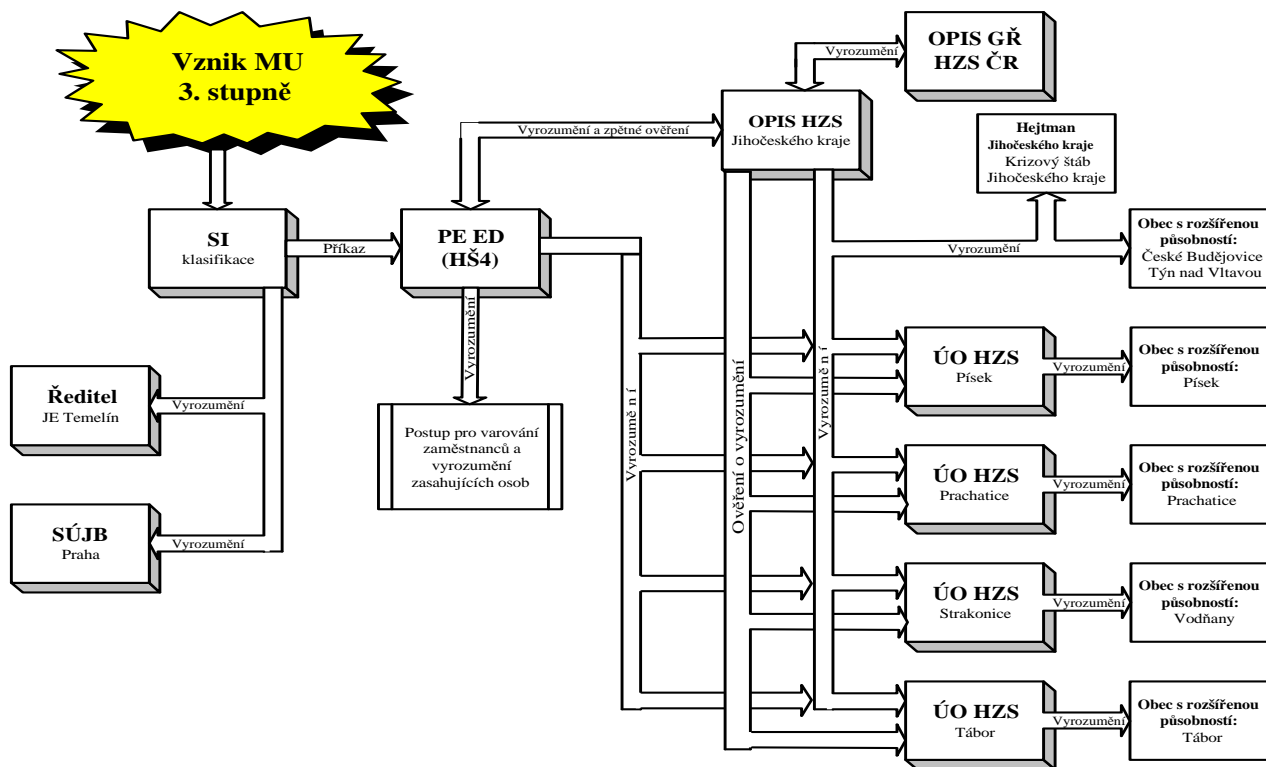 Vznik MU
3. stupně
Vyrozumění
OPIS GŘ
HZS ČR
OPIS HZS
Jihočeského kraje
Vyrozumění a zpětné ověření
Hejtman
Jihočeského kraje
Krizový štáb
Jihočeského kraje
SI
klasifikace
Příkaz
PE ED
(HŠ4)
Vyrozumění
Obec s rozšířenou
působností:
České Budějovice
Týn nad Vltavou
Vyrozumění
Ředitel
JE Temelín
Vyrozumění
SÚJB
Praha
Vyrozumění
Postup pro varování
zaměstnanců a
vyrozumění
zasahujících osob
Vyrozumě n í
Ověření o vyrozumění
Vyrozumě n í
ÚO HZS
Písek
Vyrozumění
Obec s rozšířenou
působností:
Písek
ÚO HZS
Prachatice
Vyrozumění
Obec s rozšířenou
působností:
Prachatice
ÚO HZS
Strakonice
Vyrozumění
Obec s rozšířenou
působností:
Vodňany
ÚO HZS
Tábor
Vyrozumění
Obec s rozšířenou
působností:
Tábor